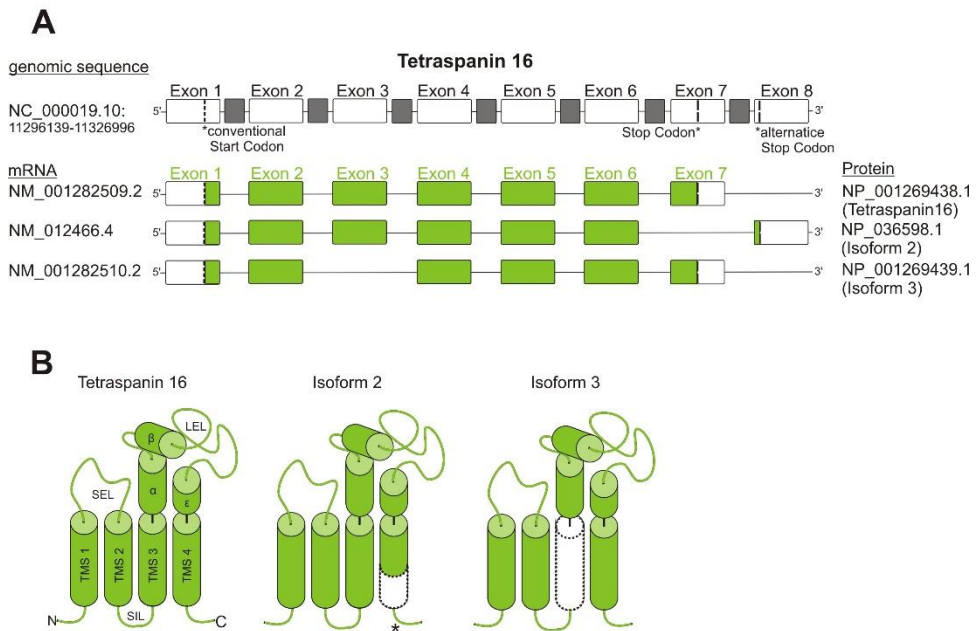 A
Tetraspanin 16
genomic sequence
Exon 1 Exon 2 Exon 3 Exon 4 Exon 5 Exon 6 Exon 7 Exon 8
NC_000019.10: 5' 3'
11296139-11326996
*conventional Stop Codon* *alternatice
Start Codon Stop Codon
mRNA Exon 1 Exon 2 Exon 3 Exon 4 Exon 5 Exon 6 Exon 7 Protein
NM_001282509.2 5' 3' NP_001269438.1
(Tetraspanin16)
NM_012466.4 5' 3' NP_036598.1
(Isoform 2)
NM_001282510.2 5' 3' NP_001269439.1
(Isoform 3)
B
Tetraspanin 16 Isoform 2 Isoform 3
β LEL
SEL α ε
TMS 1 TMS 2 TMS 3 TMS 4
N SIL C
*